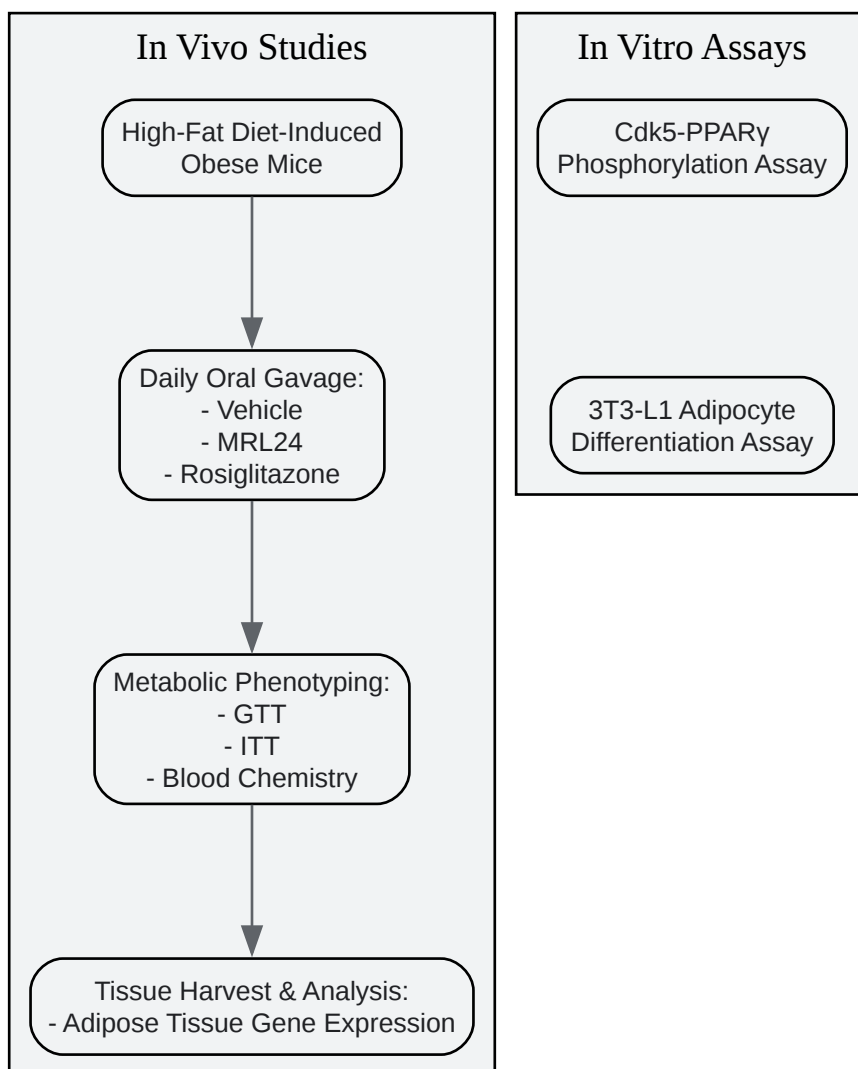 In Vivo Studies
High-Fat Diet-Induced
Obese Mice
Daily Oral Gavage:
- Vehicle
- MRL24
- Rosiglitazone
Metabolic Phenotyping:
- GTT
- ITT
- Blood Chemistry
Tissue Harvest & Analysis:
- Adipose Tissue Gene Expression
In Vitro Assays
Cdk5-PPARγ
Phosphorylation Assay
3T3-L1 Adipocyte
Differentiation Assay